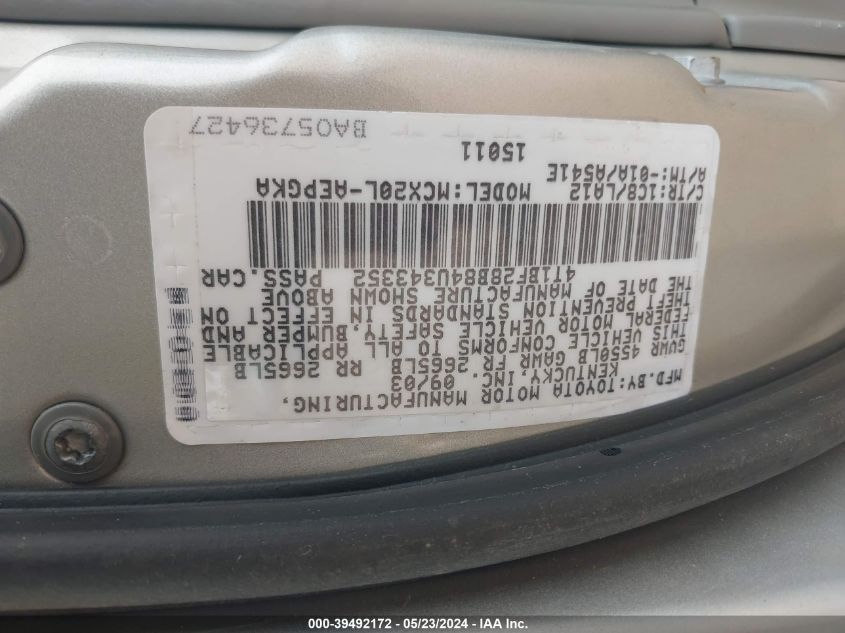 MFD.BY:TOYOTA MOTOR MANUFACTURING,
KENTUCKY, INC. 09/03
GVWR 4550LB GAWR FR 2665LB RR 2665LB
THIS VEHICLE CONFORMS TO ALL APPLICABLE
FEDERAL MOTOR VEHICLE SAFETY, BUMPER AND
THEFT PREVENTION STANDARDS IN EFFECT ON
THE DATE OF MANUFACTURE SHOWN ABOVE
4T1BF28B84U343352 PASS.CAR
C/TR:1C8/LA12 MODEL:MCX20L-AEPGKA
A/TM:-01A/A541E
15011
BA05736427
000-39492172 - 05/23/2024 - IAA Inc.